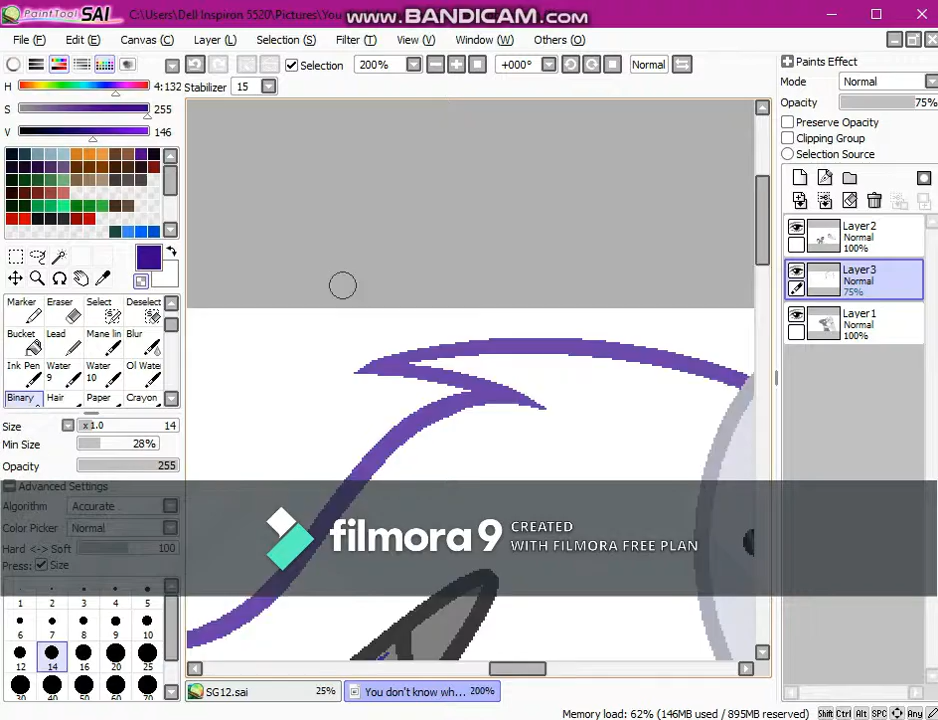 PaintTool SAI C:\Users\Dell Inspiron 5520\Pictures\You
www.BANDICAM.com
File (F) Edit (E) Canvas (C) Layer (L) Selection (S) Filter (T) View (V) Window (W) Others (O)
Selection 200% +000° Normal
Stabilizer 15
H 4:132
S 255
V 146
Marker Eraser Select Deselect
Bucket Lead Mane lin Blur
Ink Pen Water 9 Water 10 Ol Wate
Binary Hair Paper Crayon
Size x1.0 14
Min Size 28%
Opacity 255
Advanced Settings
Algorithm Accurate
Color Picker Normal
Hard <-> Soft 100
Press: Size
1 2 3 4 5
6 7 8 9 10
12 14 16 20 25
30 40 50 60 70
Paints Effect
Mode Normal
Opacity 75%
Preserve Opacity
Clipping Group
Selection Source
Layer2
Normal
100%
Layer3
Normal
75%
Layer1
Normal
100%
filmora9 CREATED
WITH FILMORA FREE PLAN
SG12.sai 25% You don't know wh... 200%
Memory load: 62% (146MB used / 895MB reserved) Shift Ctrl Alt SPC Any